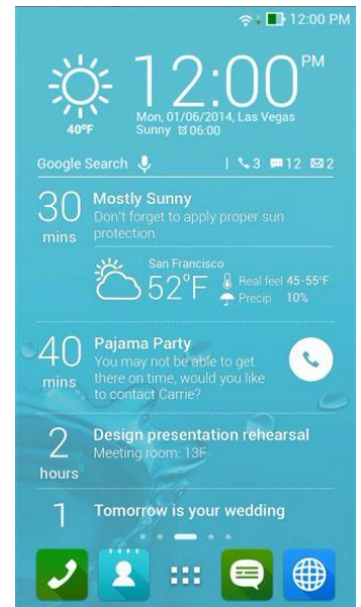 12:00 PM
12:00 PM
40°F
Mon, 01/06/2014, Las Vegas
Sunny 06:00
Google Search | 3 12 2
30 mins
Mostly Sunny
Don't forget to apply proper sun
protection.
San Francisco
52°F
Real feel 45-55°F
Precip 10%
40 mins
Pajama Party
You may not be able to get
there on time, would you like
to contact Carrie?
2 hours
Design presentation rehearsal
Meeting room: 13F
1
Tomorrow is your wedding